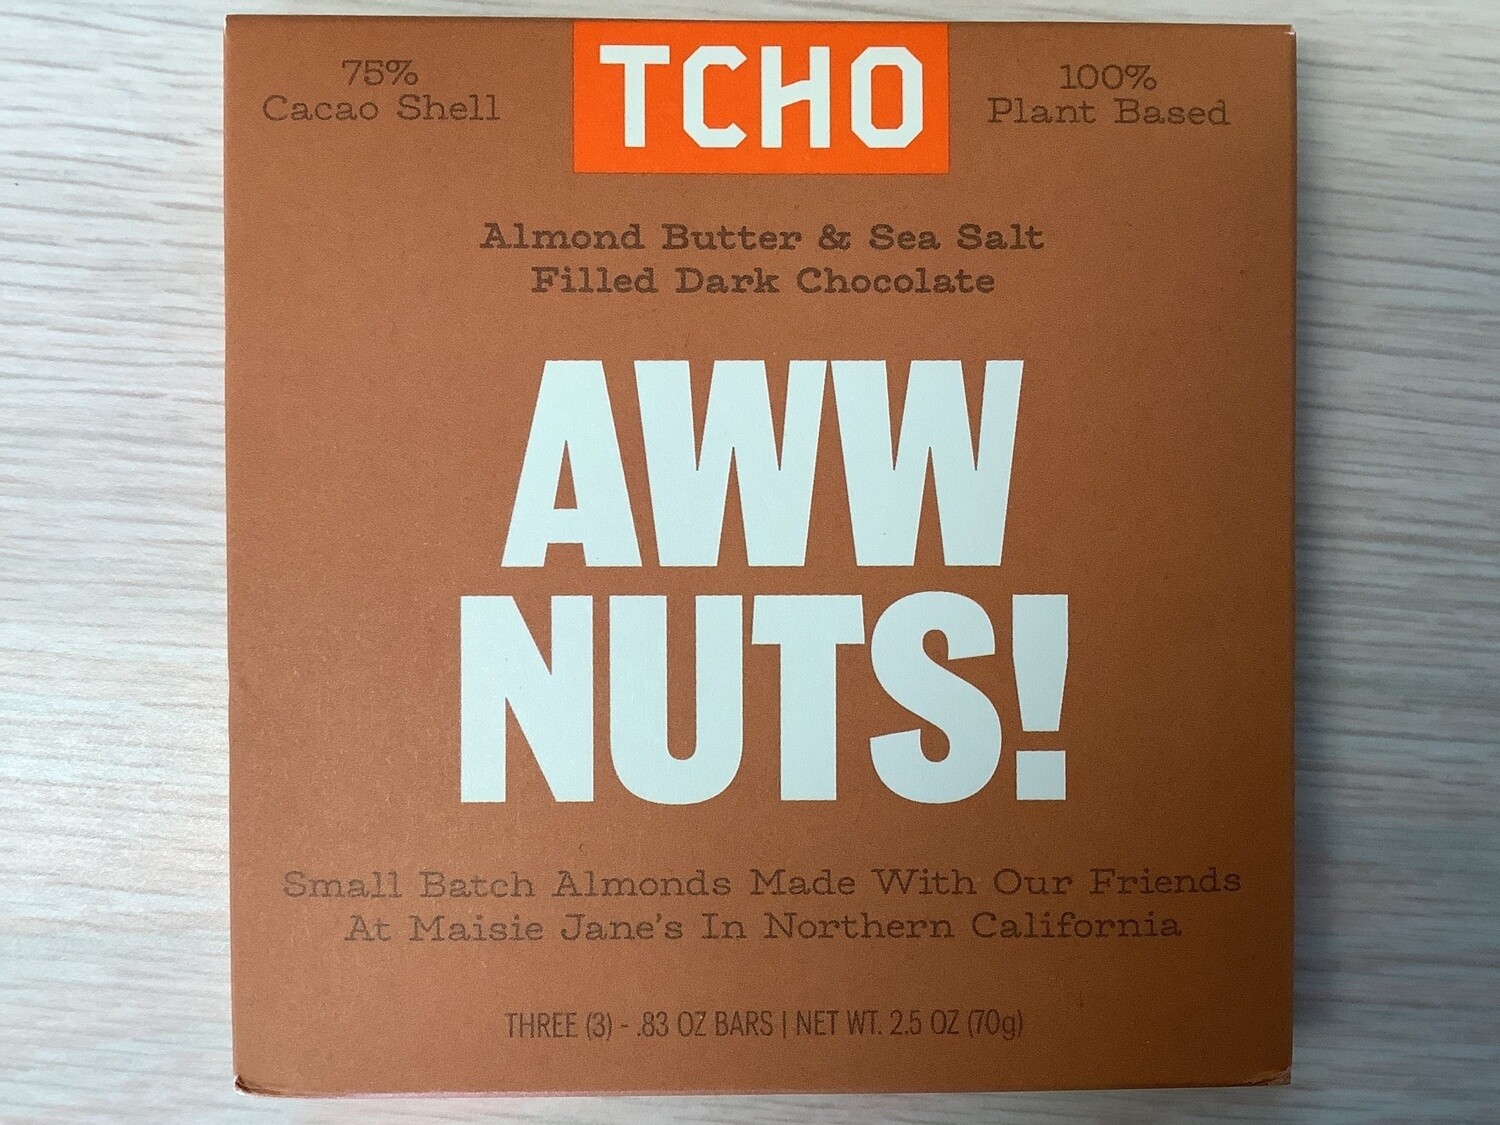 75%
Cacao Shell
TCHO
100%
Plant Based
Almond Butter & Sea Salt
Filled Dark Chocolate
AWW
NUTS!
Small Batch Almonds Made With Our Friends
At Maisie Jane's In Northern California
THREE (3) - .83 OZ BARS | NET WT. 2.5 OZ (70g)